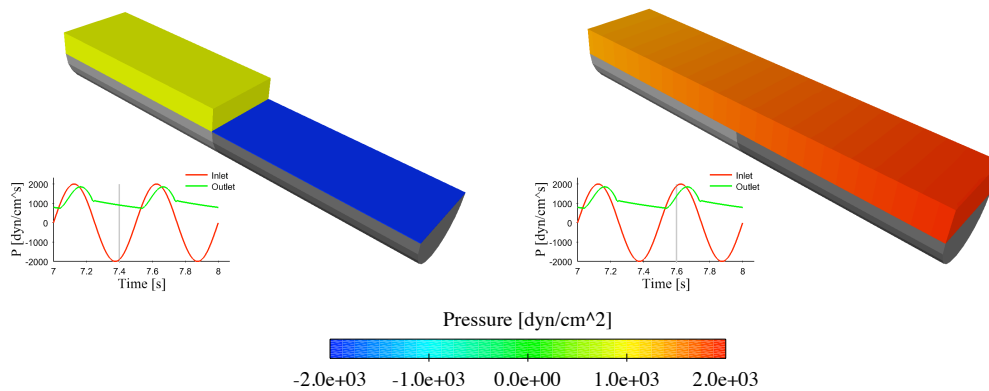 Inlet
Outlet
P [dyn/cm^s]
2000
1000
0
-1000
-2000
7
7.2
7.4
7.6
7.8
8
Time [s]
Inlet
Outlet
P [dyn/cm^s]
2000
1000
0
-1000
-2000
7
7.2
7.4
7.6
7.8
8
Time [s]
Pressure [dyn/cm^2]
-2.0e+03 -1.0e+03 0.0e+00 1.0e+03 2.0e+03